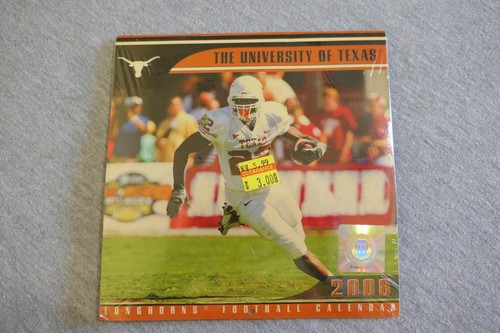 THE UNIVERSITY OF TEXAS
TEXAS
5.99
CLEARANCE
3.00
2008
LONGHORNS FOOTBALL CALENDAR